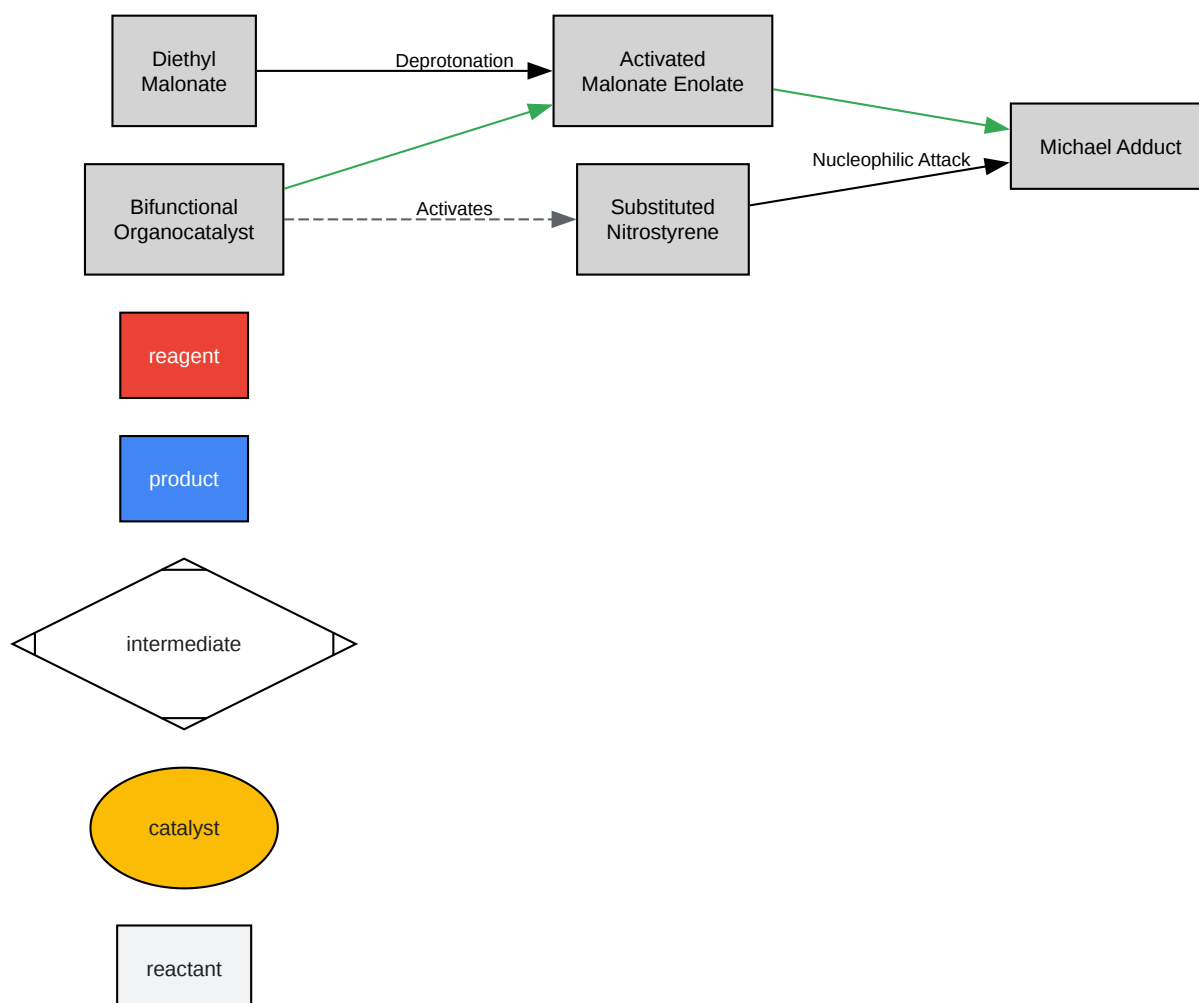 Diethyl
Malonate
Deprotonation
Activated
Malonate Enolate
Michael Adduct
Nucleophilic Attack
Bifunctional
Organocatalyst
Activates
Substituted
Nitrostyrene
reagent
product
intermediate
catalyst
reactant